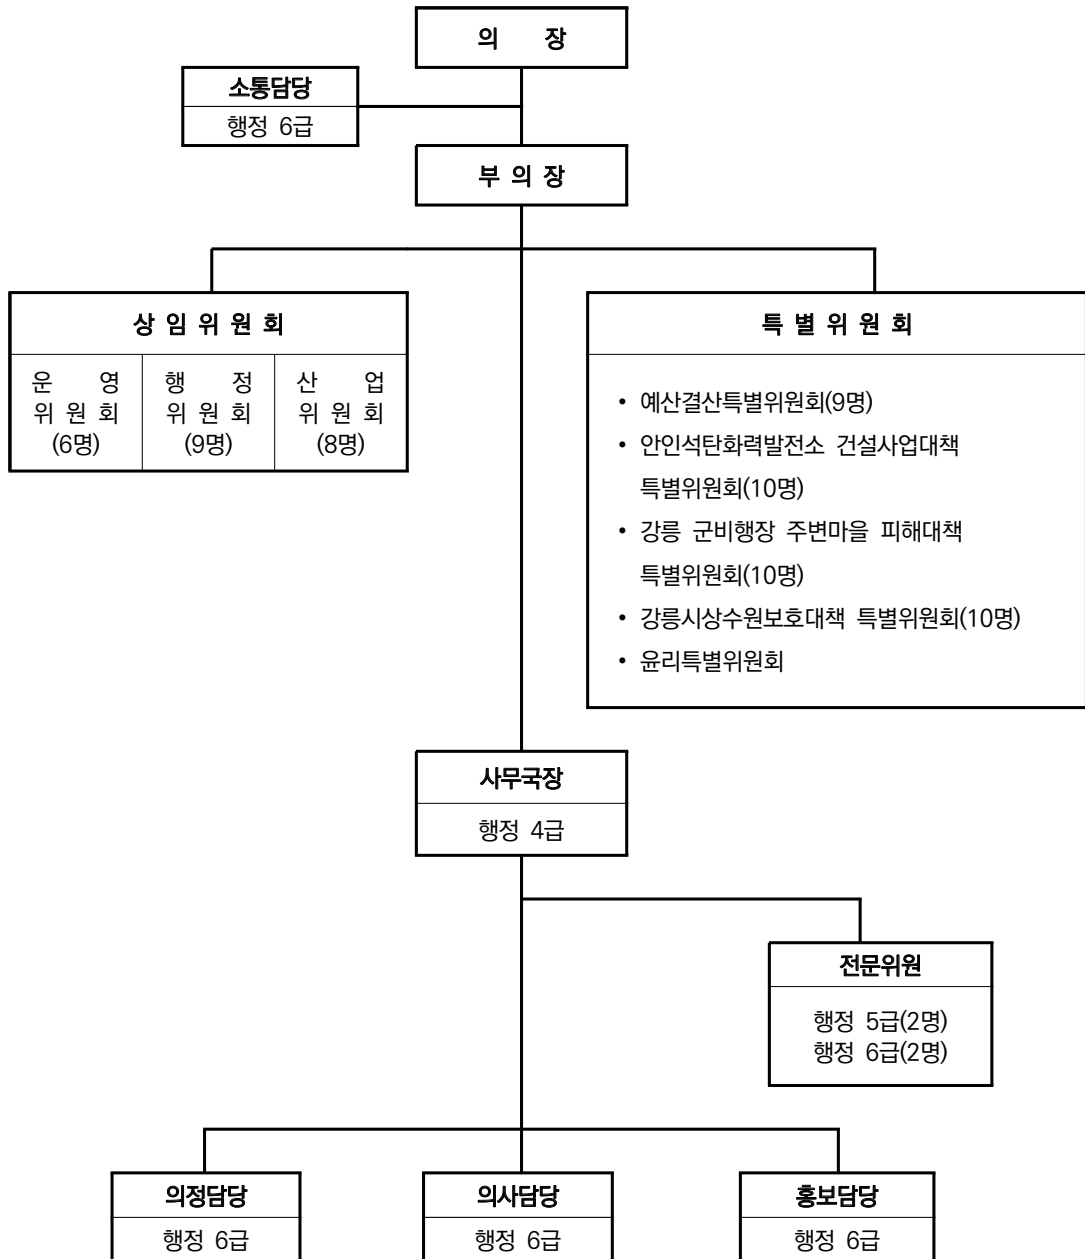 의 장
소통담당
행정 6급
부 의 장
상 임 위 원 회
운 영
위 원 회
(6명)
행 정
위 원 회
(9명)
산 업
위 원 회
(8명)
특 별 위 원 회
• 예산결산특별위원회(9명)
• 안인석탄화력발전소 건설사업대책
특별위원회(10명)
• 강릉 군비행장 주변마을 피해대책
특별위원회(10명)
• 강릉시상수원보호대책 특별위원회(10명)
• 윤리특별위원회
사무국장
행정 4급
전문위원
행정 5급(2명)
행정 6급(2명)
의정담당
행정 6급
의사담당
행정 6급
홍보담당
행정 6급